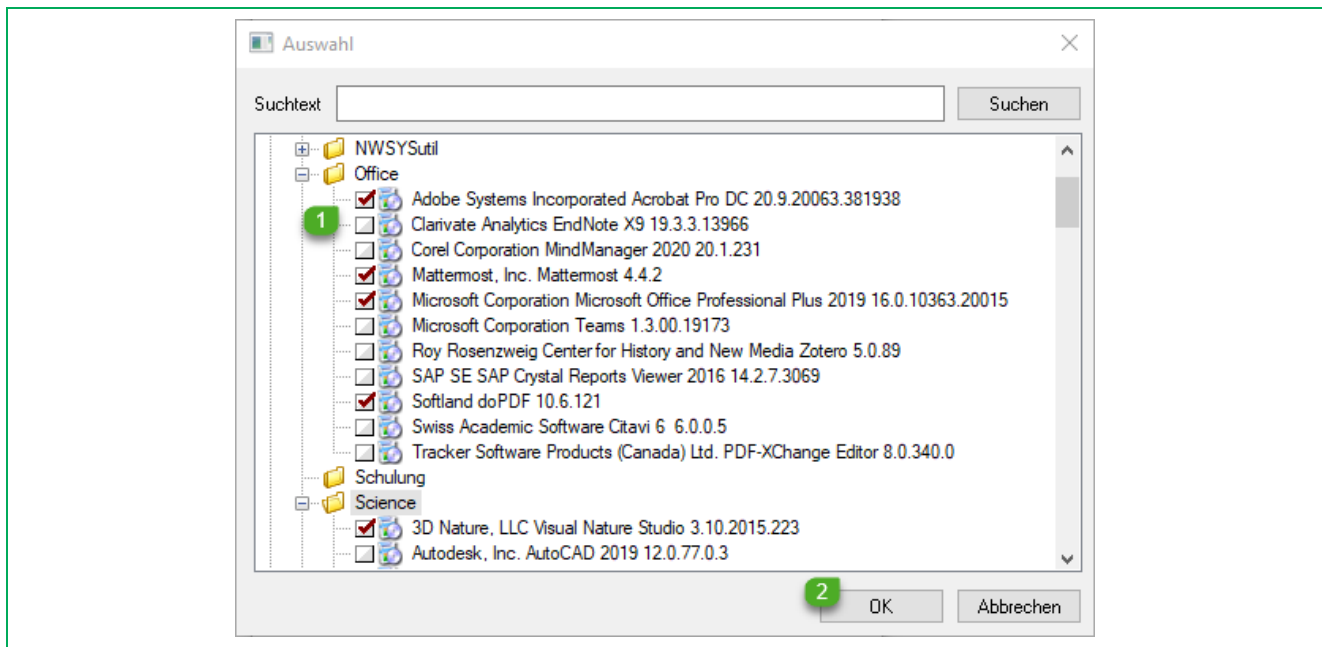 Auswahl
Suchtext
Suchen
NWSYSutil
Office
Adobe Systems Incorporated Acrobat Pro DC 20.9.20063.381938
1
Clarivate Analytics EndNote X9 19.3.3.13966
Corel Corporation MindManager 2020 20.1.231
Mattermost, Inc. Mattermost 4.4.2
Microsoft Corporation Microsoft Office Professional Plus 2019 16.0.10363.20015
Microsoft Corporation Teams 1.3.00.19173
Roy Rosenzweig Center for History and New Media Zotero 5.0.89
SAP SE SAP Crystal Reports Viewer 2016 14.2.7.3069
Softland doPDF 10.6.121
Swiss Academic Software Citavi 6 6.0.0.5
Tracker Software Products (Canada) Ltd. PDF-XChange Editor 8.0.340.0
Schulung
Science
3D Nature, LLC Visual Nature Studio 3.10.2015.223
Autodesk, Inc. AutoCAD 2019 12.0.77.0.3
2
OK
Abbrechen